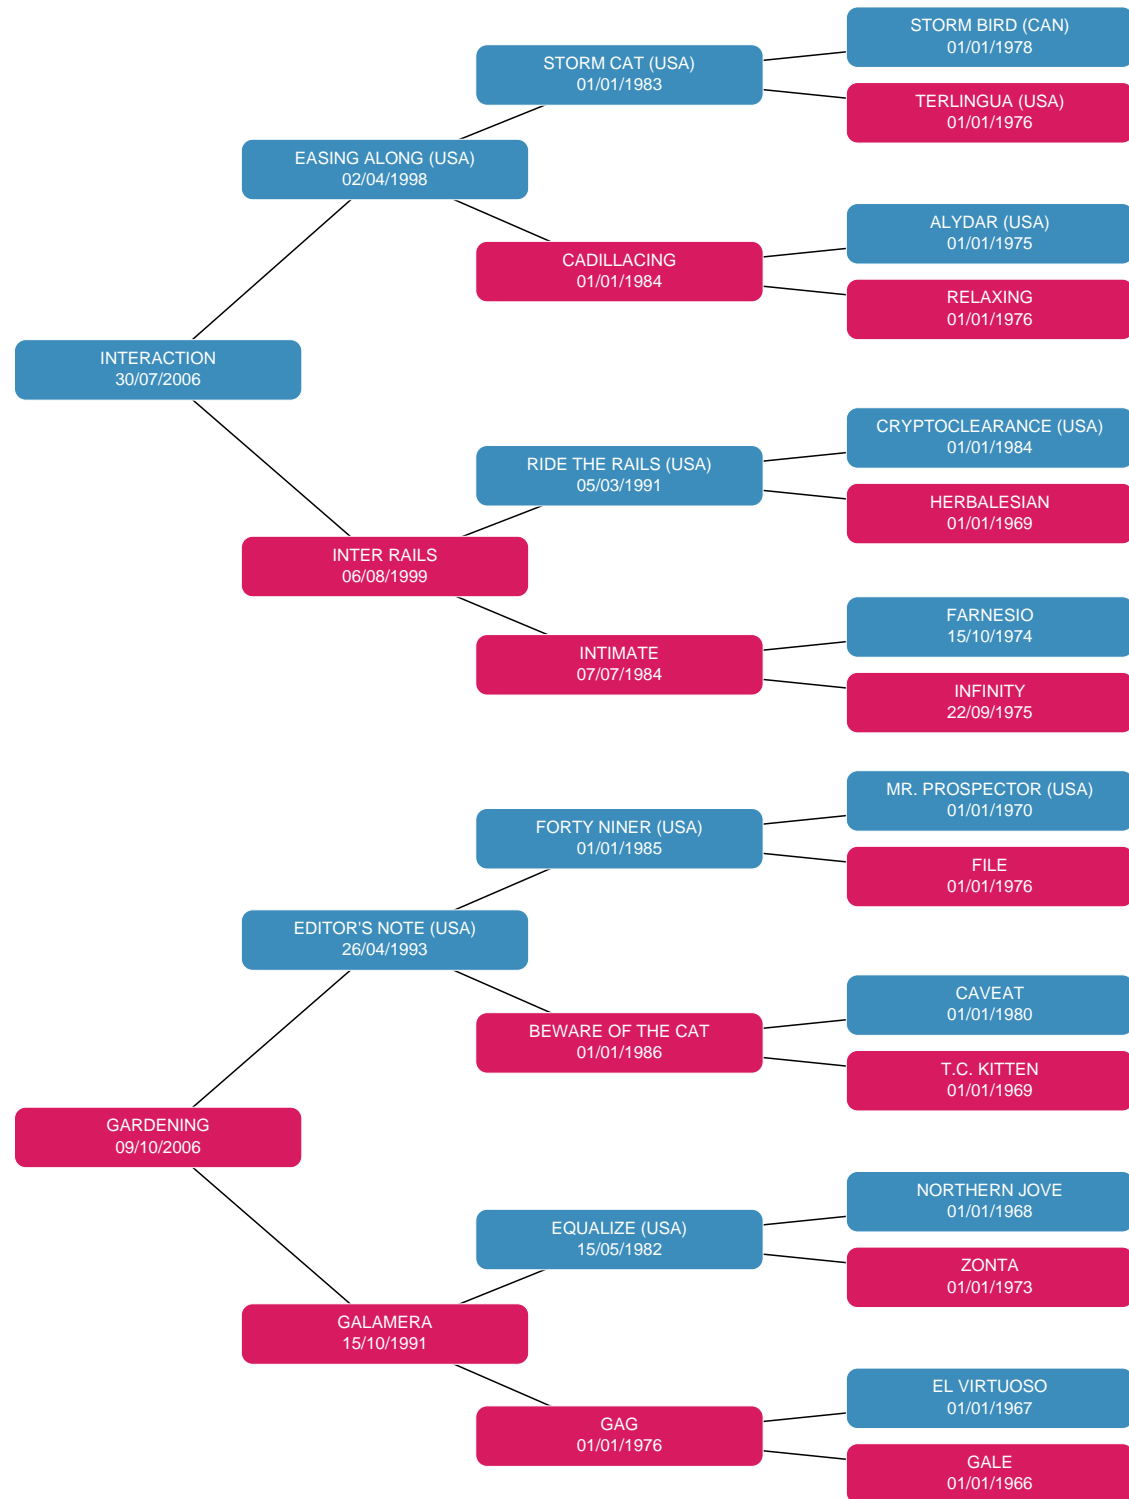 STORM BIRD (CAN)
01/01/1978
STORM CAT (USA)
01/01/1983
TERLINGUA (USA)
01/01/1976
EASING ALONG (USA)
02/04/1998
ALYDAR (USA)
01/01/1975
CADILLACING
01/01/1984
RELAXING
01/01/1976
INTERACTION
30/07/2006
CRYPTOCLEARANCE (USA)
01/01/1984
RIDE THE RAILS (USA)
05/03/1991
HERBALESIAN
01/01/1969
INTER RAILS
06/08/1999
FARNESIO
15/10/1974
INTIMATE
07/07/1984
INFINITY
22/09/1975
MR. PROSPECTOR (USA)
01/01/1970
FORTY NINER (USA)
01/01/1985
FILE
01/01/1976
EDITOR'S NOTE (USA)
26/04/1993
CAVEAT
01/01/1980
BEWARE OF THE CAT
01/01/1986
T.C. KITTEN
01/01/1969
GARDENING
09/10/2006
NORTHERN JOVE
01/01/1968
EQUALIZE (USA)
15/05/1982
ZONTA
01/01/1973
GALAMERA
15/10/1991
EL VIRTUOSO
01/01/1967
GAG
01/01/1976
GALE
01/01/1966